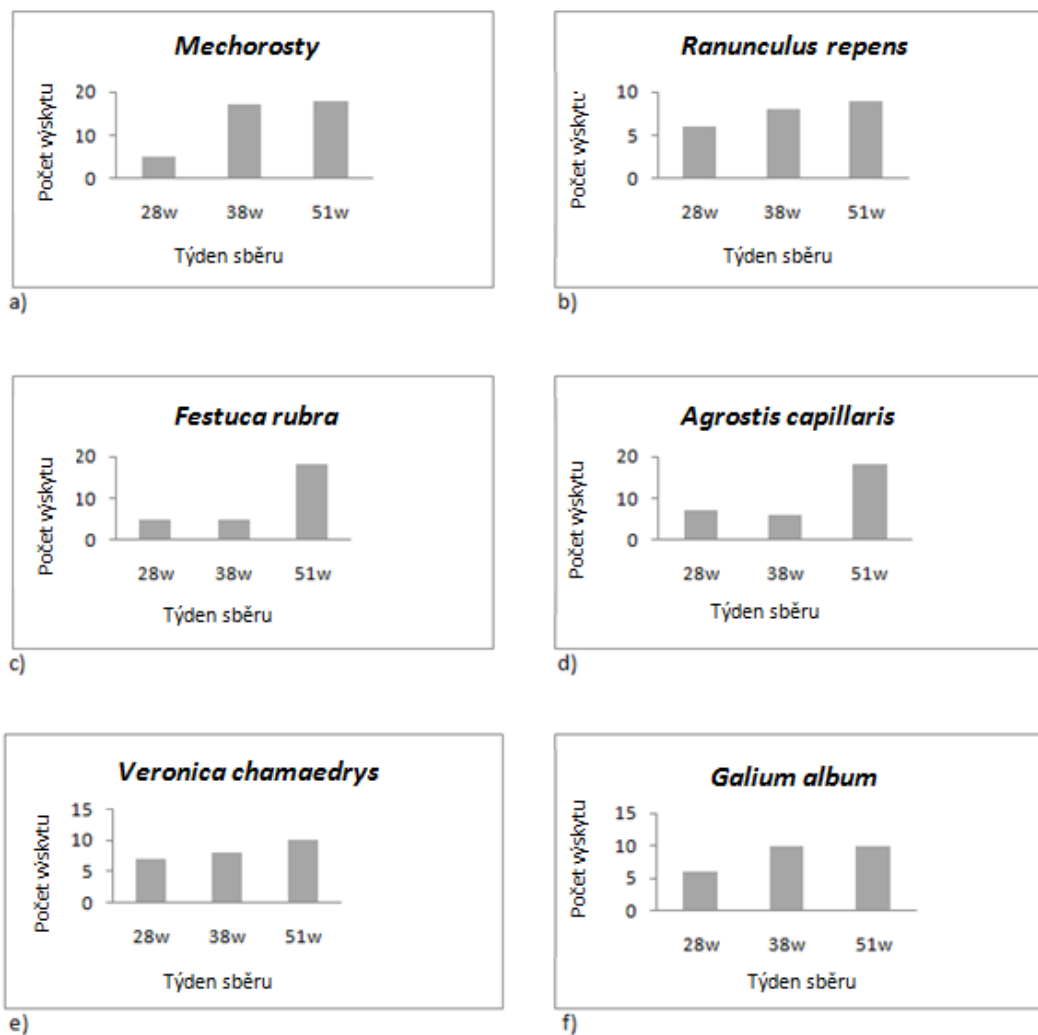 Mechorosty
Počet výskytu
20
10
0
28w 38w 51w
Týden sběru
a)
Ranunculus repens
Počet výskytu
10
5
0
28w 38w 51w
Týden sběru
b)
Festuca rubra
Počet výskytu
20
10
0
28w 38w 51w
Týden sběru
c)
Agrostis capillaris
Počet výskytu
20
10
0
28w 38w 51w
Týden sběru
d)
Veronica chamaedrys
Počet výskvtu
15
10
5
0
28w 38w 51w
Týden sběru
e)
Galium album
Počet výskytu
15
10
5
0
28w 38w 51w
Týden sběru
f)